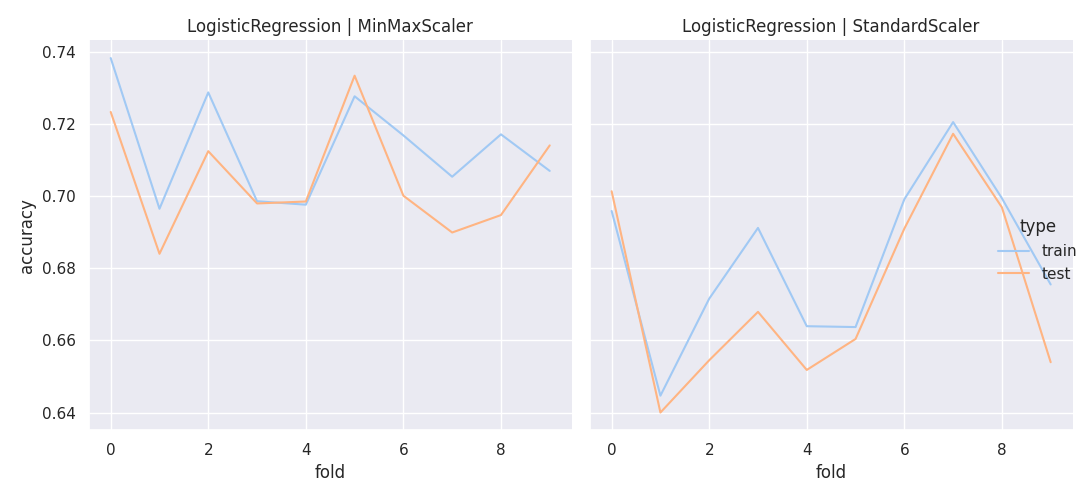 LogisticRegression | MinMaxScaler
LogisticRegression | StandardScaler
0.74
0.72
0.70
0.68
0.66
0.64
accuracy
0 2 4 6 8
fold
0 2 4 6 8
fold
type
train
test